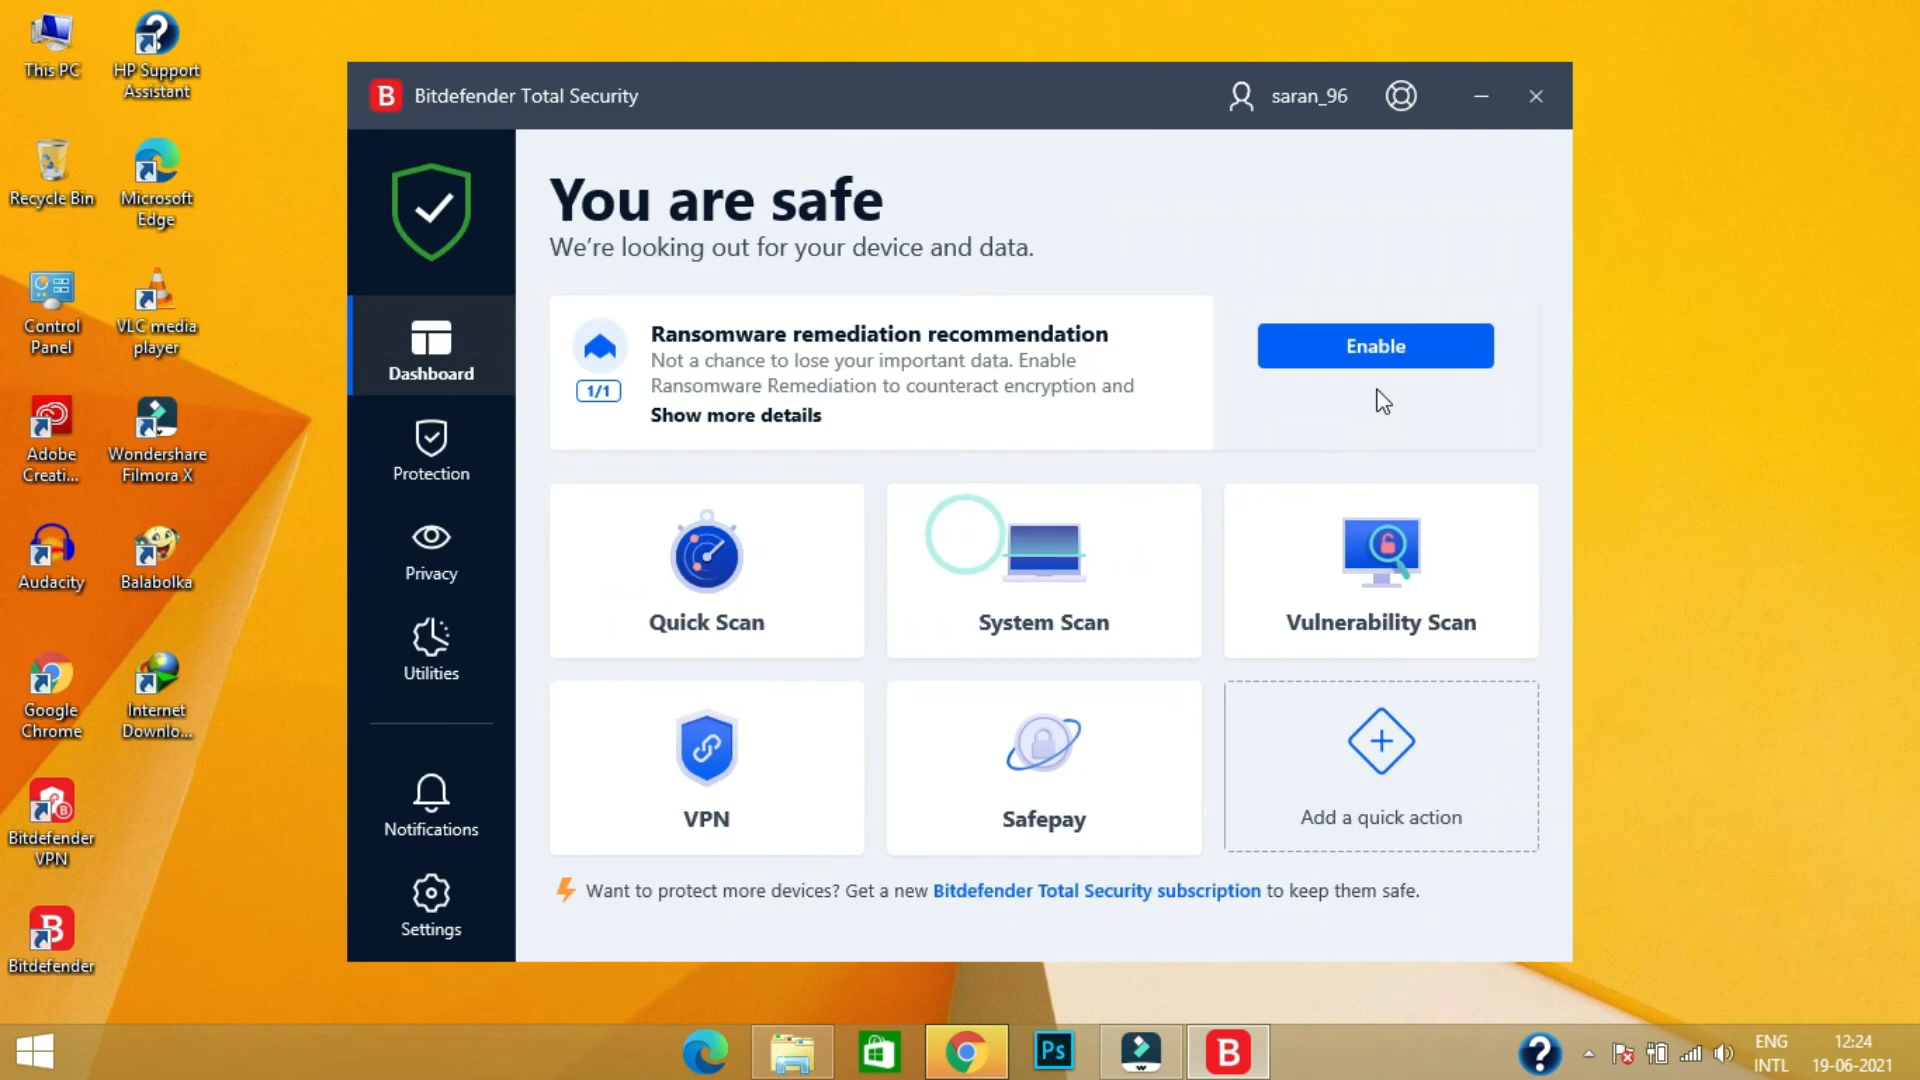 This PC
HP Support
Assistant
Recycle Bin
Microsoft
Edge
Control
Panel
VLC media
player
Adobe
Creati...
Wondershare
Filmora X
Audacity
Balabolka
Google
Chrome
Internet
Downlo...
Bitdefender
VPN
Bitdefender
B Bitdefender Total Security
saran_96
Dashboard
Protection
Privacy
Utilities
Notifications
Settings
You are safe
We're looking out for your device and data.
Ransomware remediation recommendation
Not a chance to lose your important data. Enable
Ransomware Remediation to counteract encryption and
1/1
Show more details
Enable
Quick Scan
System Scan
Vulnerability Scan
VPN
Safepay
Add a quick action
Want to protect more devices? Get a new Bitdefender Total Security subscription to keep them safe.
Ps
B
ENG
INTL
12:24
19-06-2021